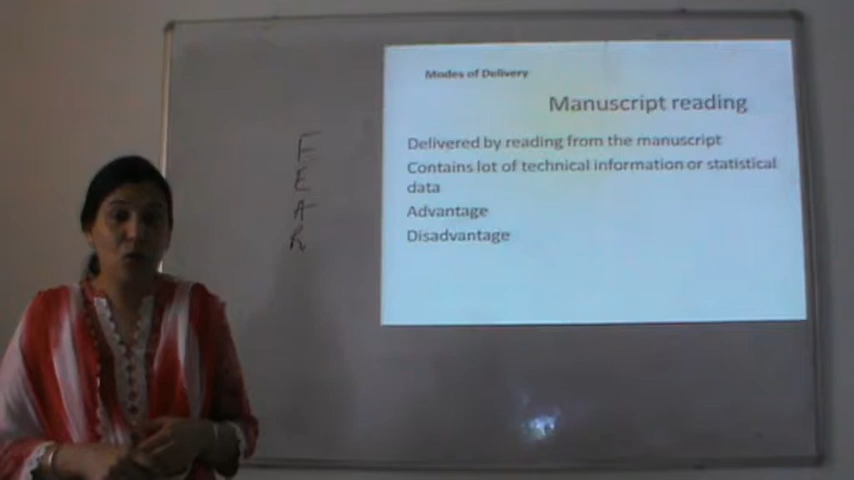 F
E
A
R
Modes of Delivery
Manuscript reading
Delivered by reading from the manuscript
Contains lot of technical information or statistical
data
Advantage
Disadvantage